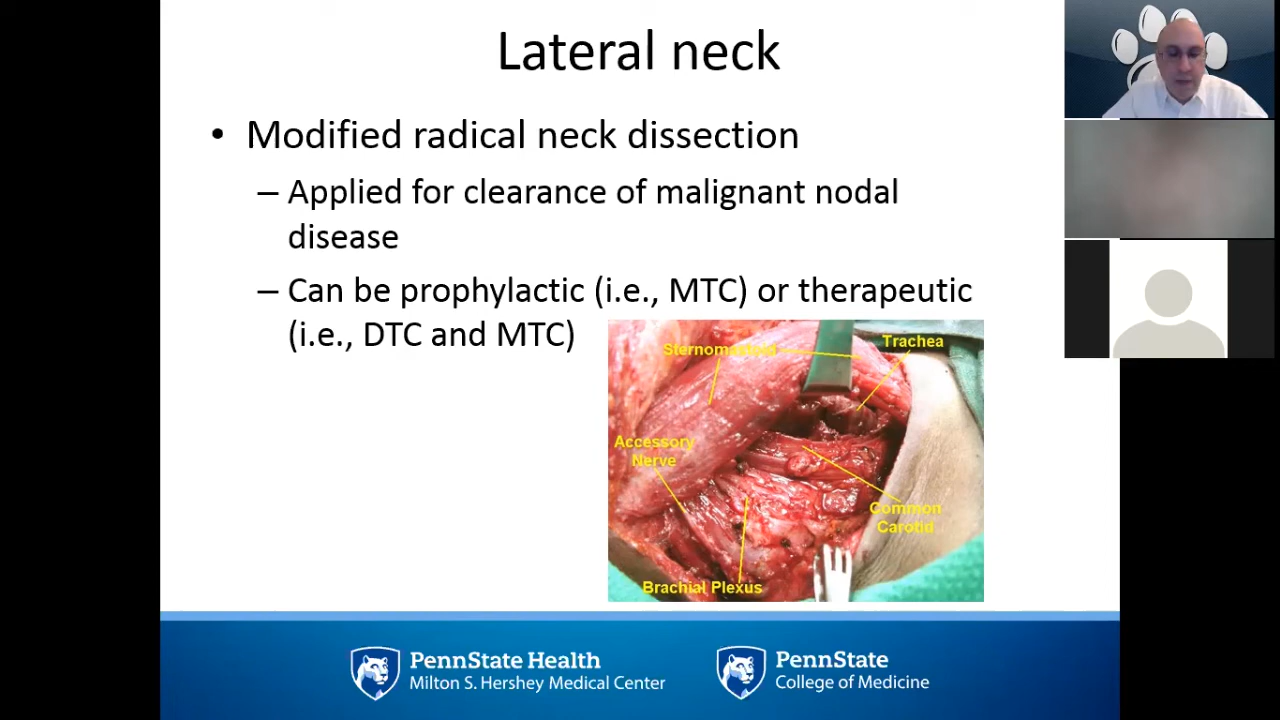 Lateral neck
• Modified radical neck dissection
– Applied for clearance of malignant nodal
disease
– Can be prophylactic (i.e., MTC) or therapeutic
(i.e., DTC and MTC)
Sternomastoid
Trachea
Accessory
Nerve
Common
Carotid
Brachial Plexus
PennState Health
Milton S. Hershey Medical Center
PennState
College of Medicine